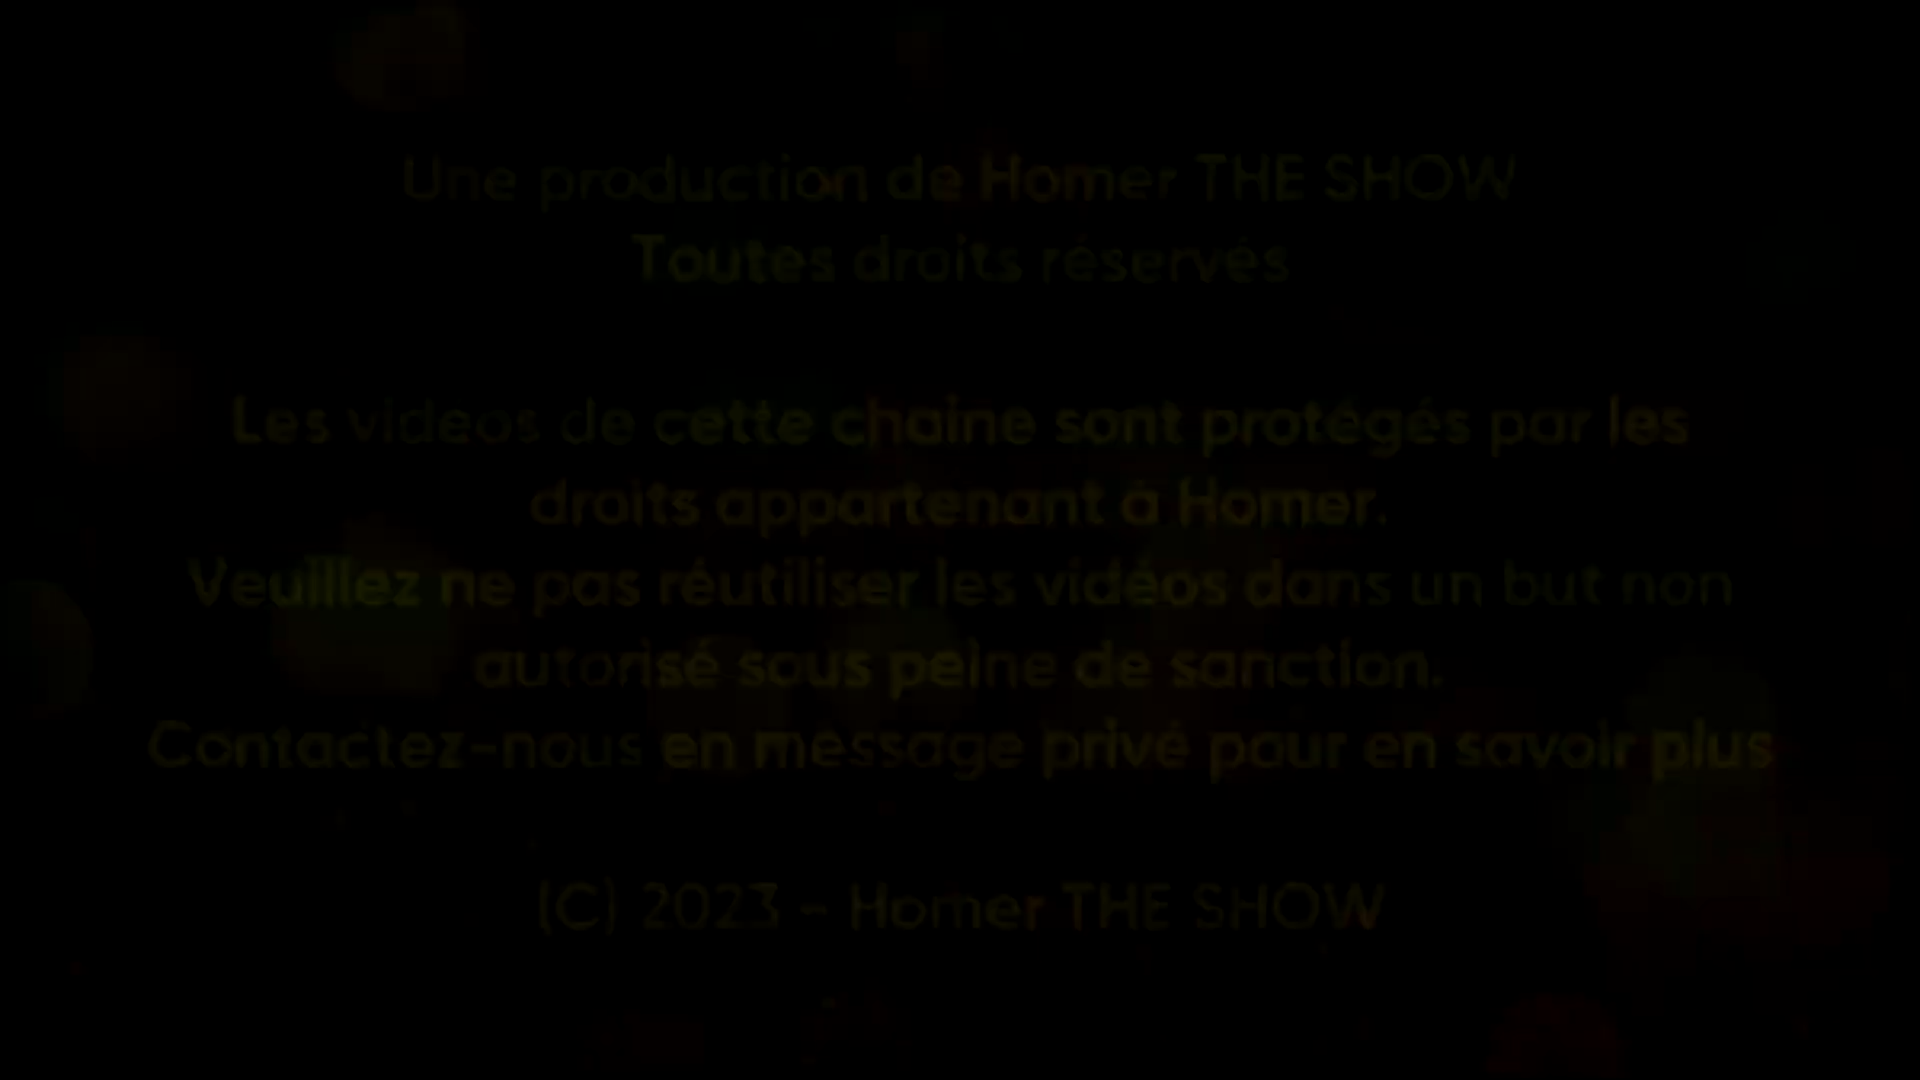 Une production de Homer THE SHOW
Toutes droits réservés
Les videos de cette chaine sont protégés par les
droits appartenant à Homer.
Veuillez ne pas réutiliser les vidéos dans un but non
autorisé sous peine de sanction.
Contactez-nous en message privé pour en savoir plus
(C) 2023 - Homer THE SHOW